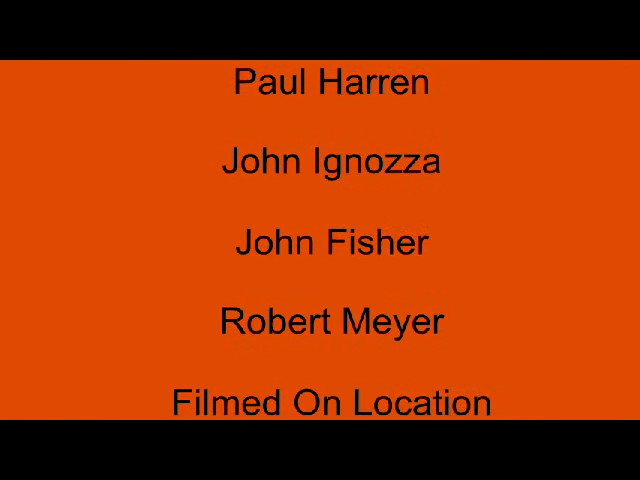 Paul Harren
John Ignozza
John Fisher
Robert Meyer
Filmed On Location